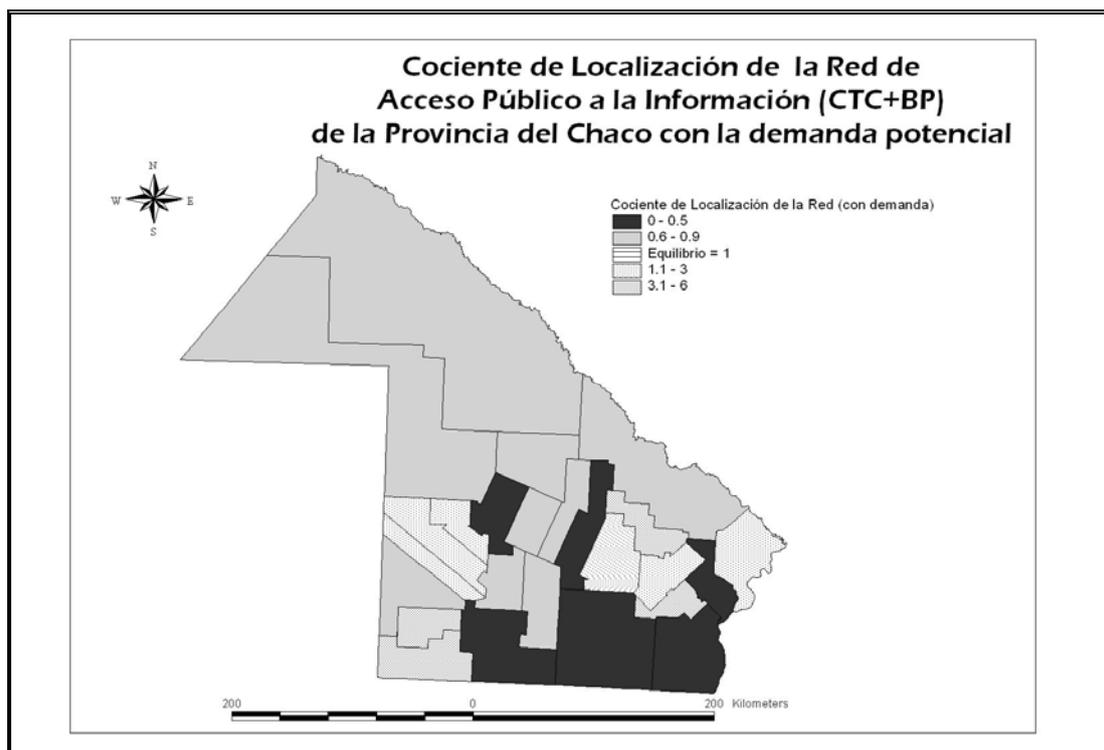 Cociente de Localización de la Red de
Acceso Público a la Información (CTC+BP)
de la Provincia del Chaco con la demanda potencial
N
W E
S
Cociente de Localización de la Red (con demanda)
0 - 0.5
0.6 - 0.9
Equilibrio = 1
1.1 - 3
3.1 - 6
200 0 200 Kilometers